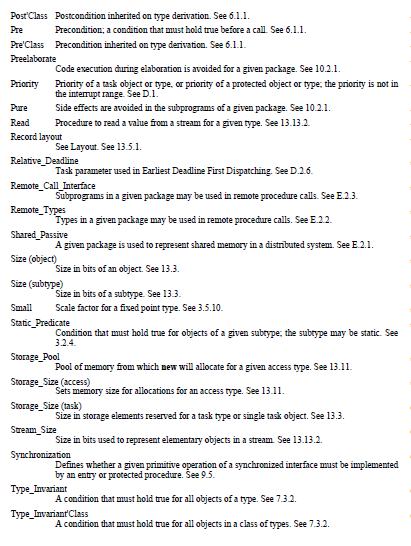 Post'Class Postcondition inherited on type derivation. See 6.1.1.
Pre Precondition; a condition that must hold true before a call. See 6.1.1.
Pre'Class Precondition inherited on type derivation. See 6.1.1.
Preelaborate
Code execution during elaboration is avoided for a given package. See 10.2.1.
Priority Priority of a task object or type, or priority of a protected object or type; the priority is not in
the interrupt range. See D.1.
Pure Side effects are avoided in the subprograms of a given package. See 10.2.1.
Read Procedure to read a value from a stream for a given type. See 13.13.2.
Record layout
See Layout. See 13.5.1.
Relative_Deadline
Task parameter used in Earliest Deadline First Dispatching. See D.2.6.
Remote_Call_Interface
Subprograms in a given package may be used in remote procedure calls. See E.2.3.
Remote_Types
Types in a given package may be used in remote procedure calls. See E.2.2.
Shared_Passive
A given package is used to represent shared memory in a distributed system. See E.2.1.
Size (object)
Size in bits of an object. See 13.3.
Size (subtype)
Size in bits of a subtype. See 13.3.
Small Scale factor for a fixed point type. See 3.5.10.
Static_Predicate
Condition that must hold true for objects of a given subtype; the subtype may be static. See
3.2.4.
Storage_Pool
Pool of memory from which new will allocate for a given access type. See 13.11.
Storage_Size (access)
Sets memory size for allocations for an access type. See 13.11.
Storage_Size (task)
Size in storage elements reserved for a task type or single task object. See 13.3.
Stream_Size
Size in bits used to represent elementary objects in a stream. See 13.13.2.
Synchronization
Defines whether a given primitive operation of a synchronized interface must be implemented
by an entry or protected procedure. See 9.5.
Type_Invariant
A condition that must hold true for all objects of a type. See 7.3.2.
Type_Invariant'Class
A condition that must hold true for all objects in a class of types. See 7.3.2.